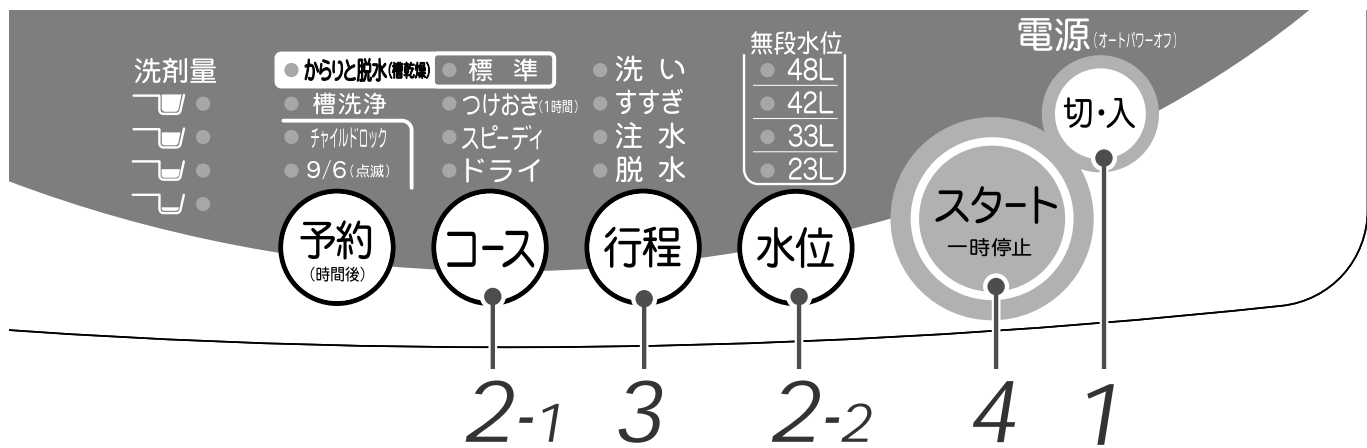 電源(オートパワーオフ)
切・入
洗剤量
からりと脱水(槽乾燥)
槽洗浄
チャイルドロック
9/6(点滅)
標 準
つけおき(1時間)
スピーディ
ドライ
洗 い
すすぎ
注 水
脱 水
無段水位
48L
42L
33L
23L
予約
(時間後)
コース
行程
水位
スタート
一時停止
2-1
3
2-2
4
1